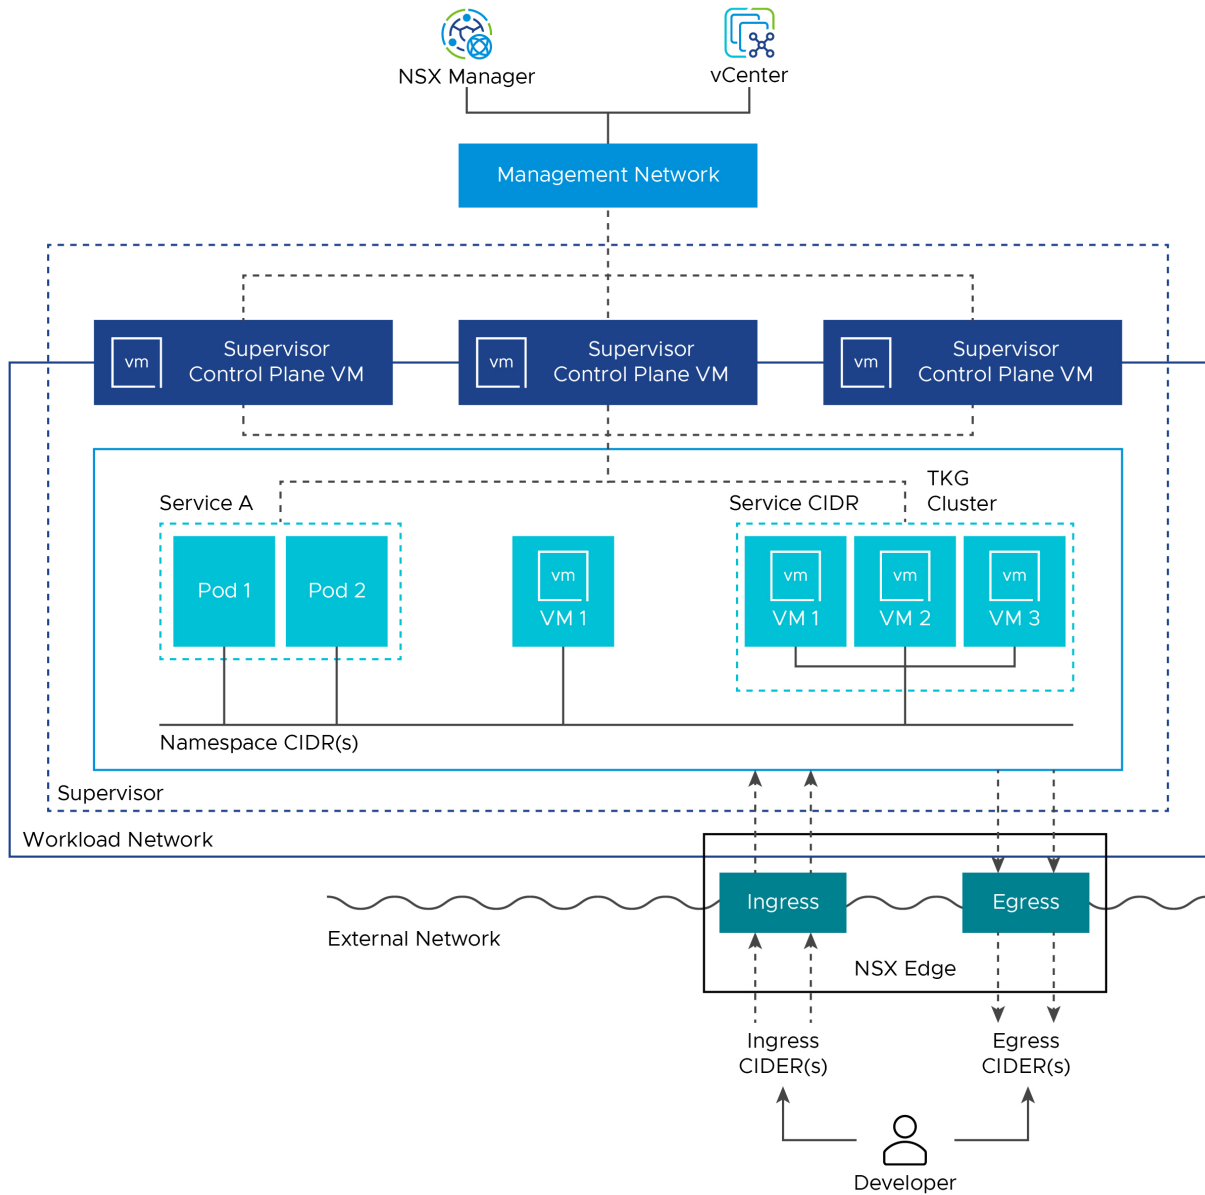 NSX Manager
vCenter
Management Network
vm
Supervisor
Control Plane VM
vm
Supervisor
Control Plane VM
vm
Supervisor
Control Plane VM
Service A
Service CIDR
TKG
Cluster
Pod 1
Pod 2
vm
VM 1
vm
VM 1
vm
VM 2
vm
VM 3
Namespace CIDR(s)
Supervisor
Workload Network
Ingress
Egress
External Network
NSX Edge
Ingress
CIDER(s)
Egress
CIDER(s)
Developer